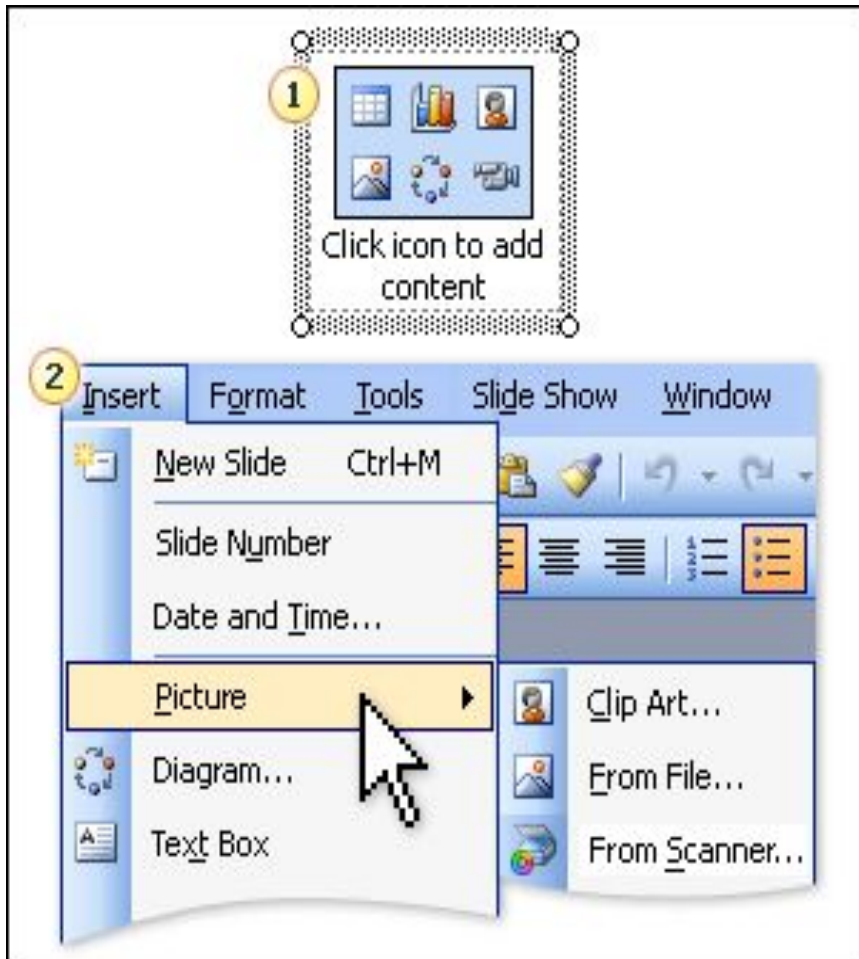 1
Click icon to add
content
2
Insert Format Tools Slide Show Window
New Slide Ctrl+M
Slide Number
Date and Time...
Picture
Clip Art...
Diagram...
From File...
Text Box
From Scanner...